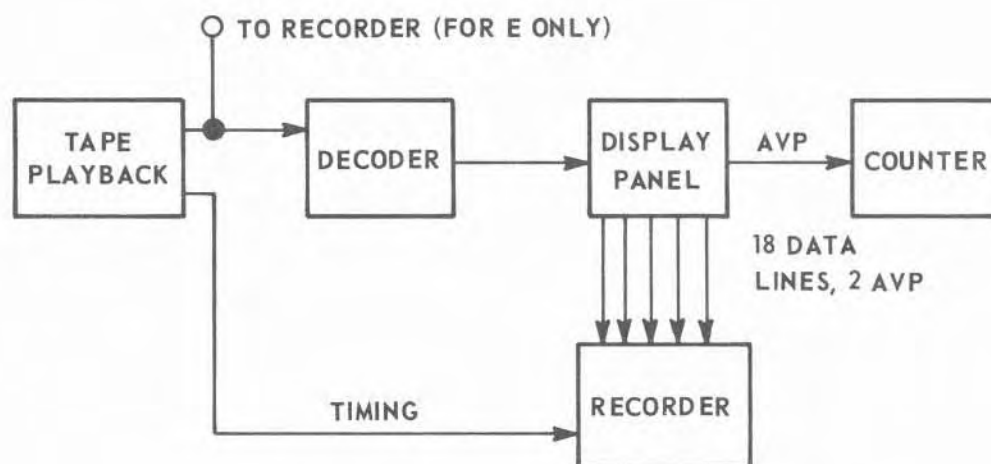 TO RECORDER (FOR E ONLY)
TAPE
PLAYBACK
DECODER
DISPLAY
PANEL
AVP
COUNTER
18 DATA
LINES, 2 AVP
TIMING
RECORDER